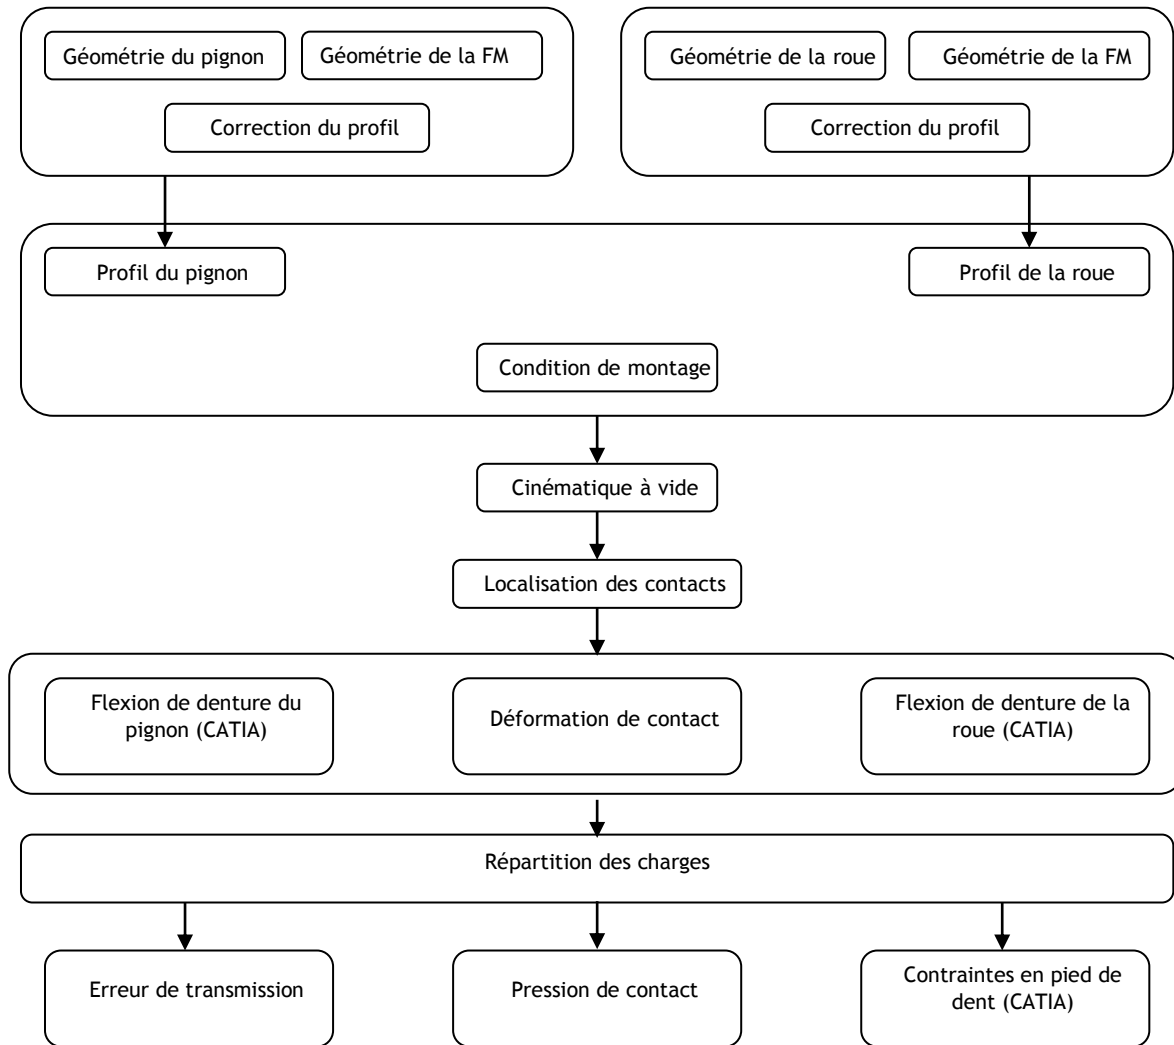 Géométrie du pignon
Géométrie de la FM
Correction du profil
Géométrie de la roue
Géométrie de la FM
Correction du profil
Profil du pignon
Profil de la roue
Condition de montage
Cinématique à vide
Localisation des contacts
Flexion de denture du
pignon (CATIA)
Déformation de contact
Flexion de denture de la
roue (CATIA)
Répartition des charges
Erreur de transmission
Pression de contact
Contraintes en pied de
dent (CATIA)